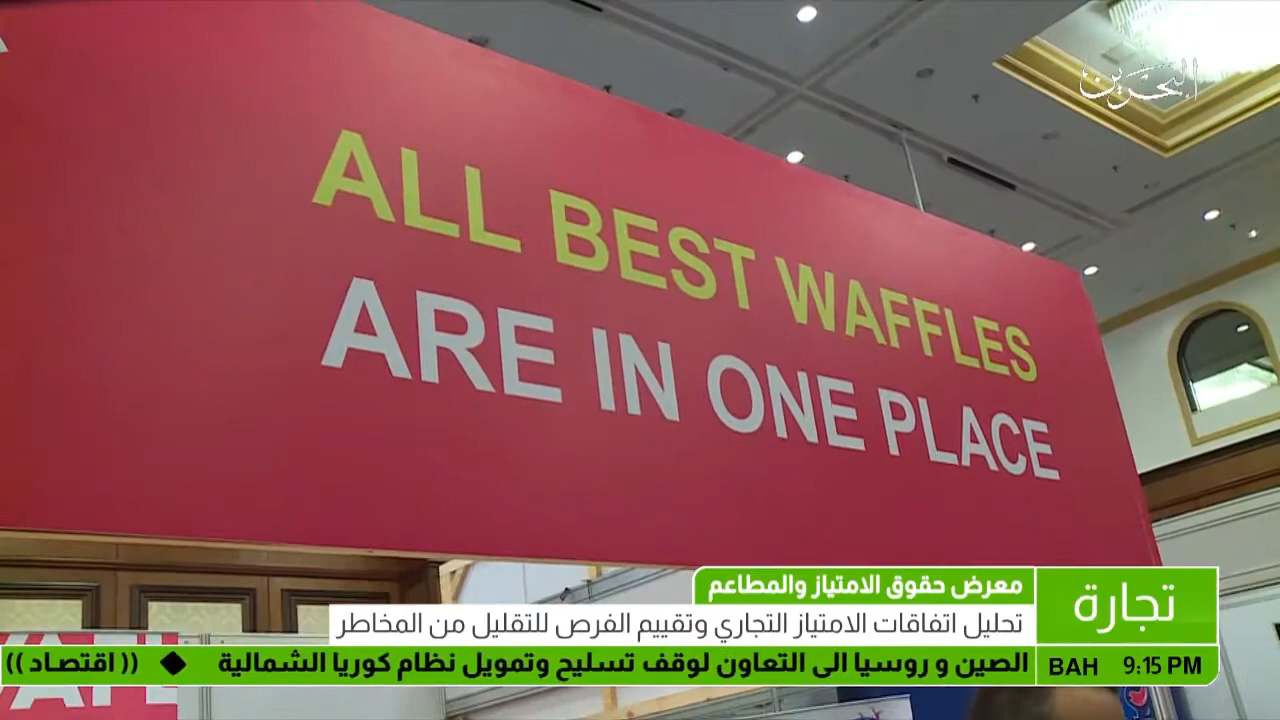 البحرين
ALL BEST WAFFLES
ARE IN ONE PLACE
معرض حقوق الامتياز والمطاعم
تجارة
تحليل اتفاقات الامتياز التجاري وتقييم الفرص للتقليل من المخاطر
الصين و روسيا الى التعاون لوقف تسليح وتمويل نظام كوريا الشمالية ◆ (( اقتصاد ))
BAH 9:15 PM